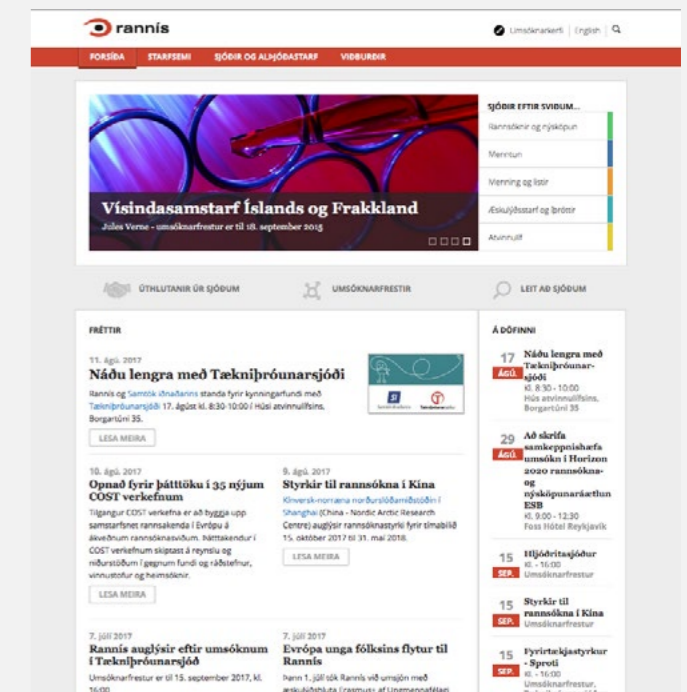 rannís
Umsóknarkerfi | English
FORSÍÐA STARFSEMI SJÓÐIR OG ALÞJÓÐASTARF VIÐBURÐIR
Vísindasamstarf Íslands og Frakkland
Jules Verne - umsóknarfrestur er til 18. september 2015
SJÓÐIR EFTIR SVIÐUM...
Rannsóknir og nýsköpun
Menntun
Menning og listir
Æskulýðsstarf og íþróttir
Atvinnulíf
ÚTHLUTANIR ÚR SJÓÐUM
UMSÓKNARFRESTIR
LEIT AÐ SJÓÐUM
FRÉTTIR
11. ágú. 2017
Náðu lengra með Tækniþróunarsjóði
Rannís og Samtök iðnaðarins standa fyrir kynningarfundi með
Tækniþróunarsjóði 17. ágúst kl. 8:30-10:00 í Húsi atvinnulífsins,
Borgartúni 35.
LESA MEIRA
SI
10. ágú. 2017
Opnað fyrir þátttöku í 35 nýjum
COST verkefnum
Tilgangur COST verkefna er að byggja upp
samstarfsnet rannsakenda í Evrópu á
ákveðnum rannsóknasviðum. Þátttakendur í
COST verkefnum skiptast á reynslu og
niðurstöðum í gegnum fundi og ráðstefnur,
vinnustofur og heimsóknir.
LESA MEIRA
9. ágú. 2017
Styrkir til rannsókna í Kína
Kínversk-norræna norðurslóðamiðstöðin í
Shanghai (China - Nordic Arctic Research
Centre) auglýsir rannsóknastyrki fyrir tímabilið
15. október 2017 til 31. maí 2018.
LESA MEIRA
7. júlí 2017
Rannís auglýsir eftir umsóknum
í Tækniþróunarsjóð
Umsóknarfrestur er til 15. september 2017, kl.
16:00
7. júlí 2017
Evrópa unga fólksins flytur til
Rannís
Þann 1. júlí tók Rannís við umsjón með
æskulýðshluta Erasmus+ af Ungmennafélagi
Á DÖFINNI
17
ÁGÚ.
Náðu lengra með
Tækniþróunar-
sjóði
Kl. 8:30 - 10:00
Hús atvinnulífsins,
Borgartúni 35
29
ÁGÚ.
Að skrifa
samkeppnishæfa
umsókn í Horizon
2020 rannsókna-
og
nýsköpunaráætlun
ESB
Kl. 9:00 - 12:30
Foss Hótel Reykjavík
15
SEP.
Hljóðritasjóður
Kl. - 16:00
Umsóknarfrestur
15
SEP.
Styrkir til
rannsókna í Kína
Umsóknarfrestur
15
SEP.
Fyrirtækjastyrkur
- Sproti
Kl. - 16:00
Umsóknarfrestur,